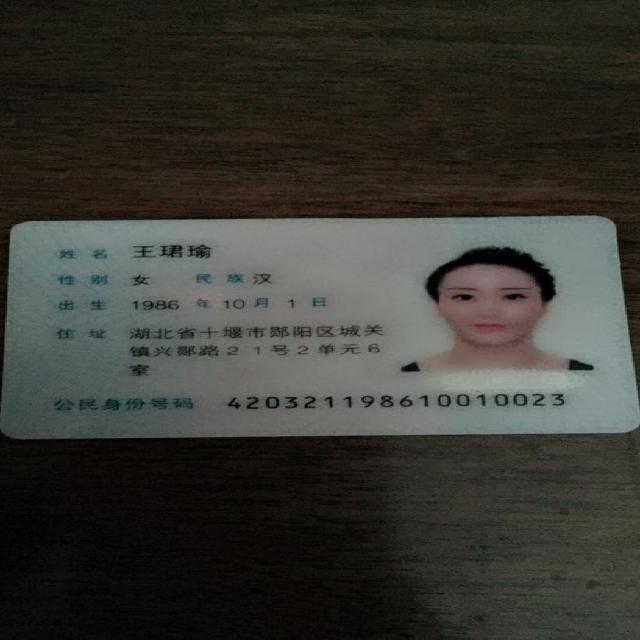 姓名 王珺瑜
性别 女 民族 汉
出生 1986 年 10 月 1 日
住址 湖北省十堰市郧阳区城关
镇兴郧路21号2单元6
室
公民身份号码 420321198610010023